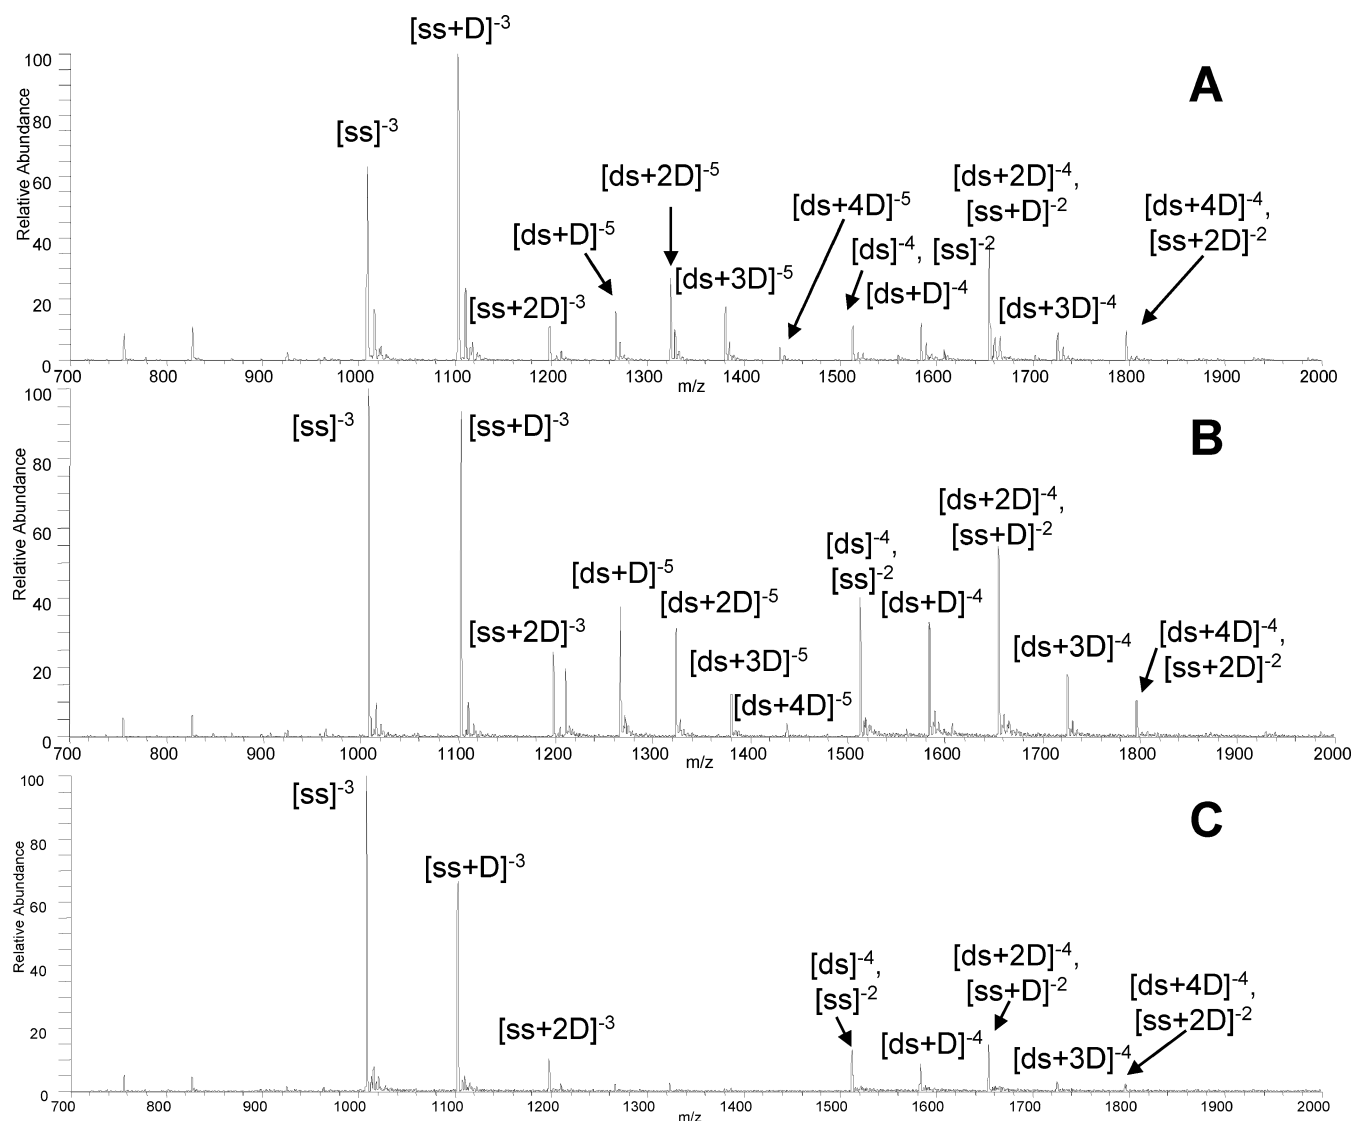 [ss+D]-3
A
[ss]-3
[ds+2D]-4,
[ss+D]-2
[ds+2D]-5
[ds+4D]-5
[ds+4D]-4,
[ss+2D]-2
[ds+D]-5
[ds]-4, [ss]-2
[ds+3D]-5
[ds+D]-4
[ss+2D]-3
[ds+3D]-4
Relative Abundance
100
80
60
40
20
0
700 800 900 1000 1100 1200 1300 1400 1500 1600 1700 1800 1900 2000
m/z
B
[ss]-3
[ss+D]-3
[ds+2D]-4,
[ss+D]-2
[ds]-4,
[ss]-2
[ds+D]-5
[ds+2D]-5
[ds+D]-4
[ss+2D]-3
[ds+3D]-4
[ds+4D]-4,
[ss+2D]-2
[ds+3D]-5
[ds+4D]-5
Relative Abundance
100
80
60
40
20
0
700 800 900 1000 1100 1200 1300 1400 1500 1600 1700 1800 1900 2000
m/z
C
[ss]-3
[ss+D]-3
[ds]-4,
[ss]-2
[ds+2D]-4,
[ss+D]-2
[ds+4D]-4,
[ss+2D]-2
[ss+2D]-3
[ds+D]-4
[ds+3D]-4
Relative Abundance
100
80
60
40
20
0
700 800 900 1000 1100 1200 1300 1400 1500 1600 1700 1800 1900 2000
m/z